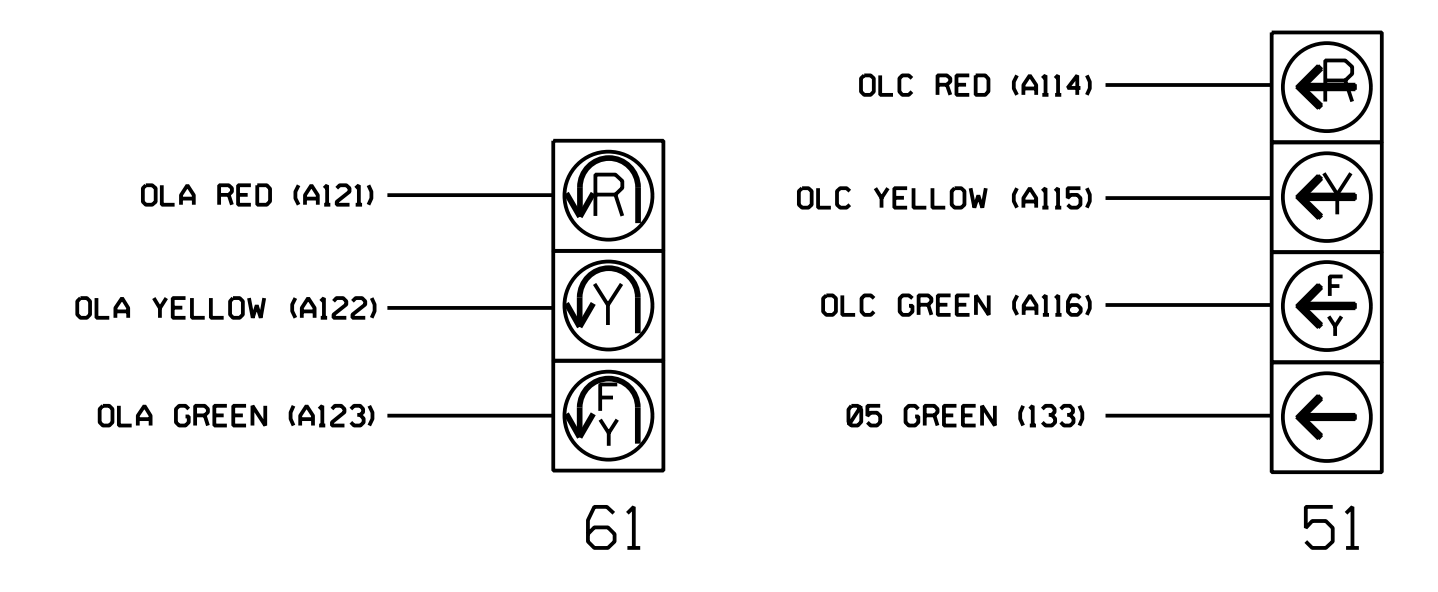 OLA RED (A121)
R
OLA YELLOW (A122)
Y
OLA GREEN (A123)
F
Y
61
OLC RED (A114)
R
OLC YELLOW (A115)
Y
OLC GREEN (A116)
F
Y
Ø5 GREEN (133)
51